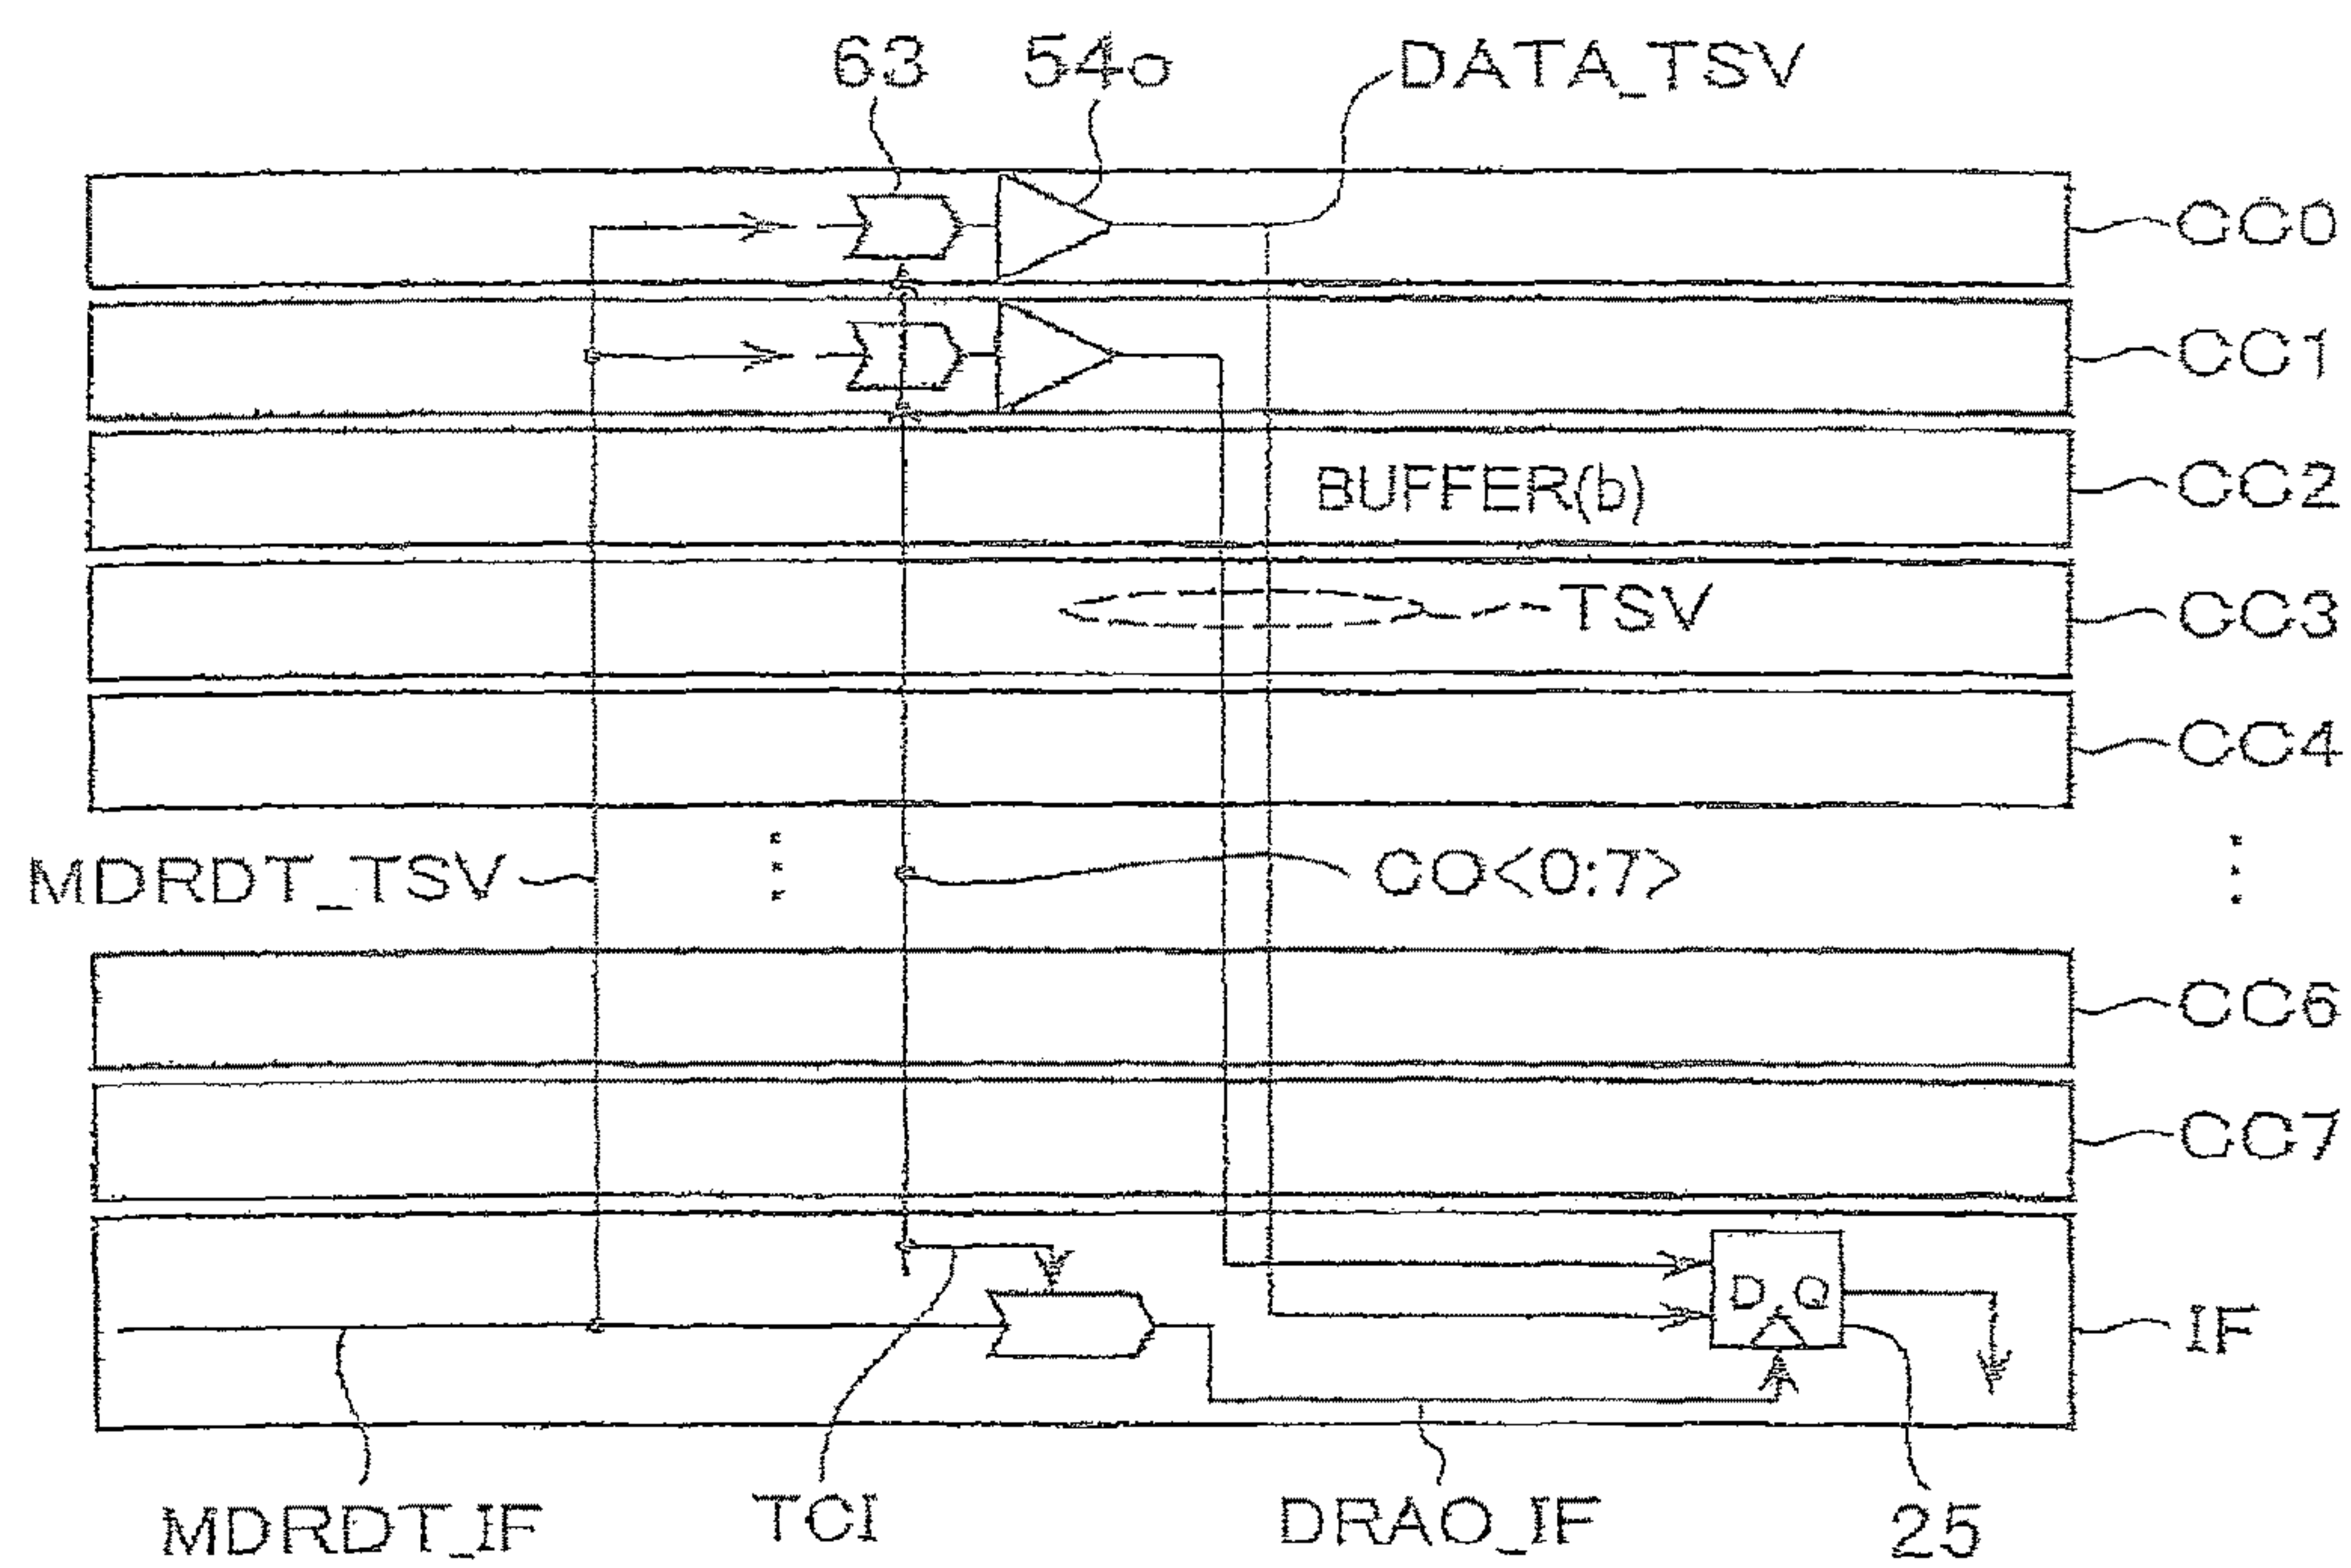 63 54o DATA_TSV
CC0
CC1
BUFFER(b) CC2
TSV CC3
CC4
MDRDT_TSV CO<0:7>
CC6
CC7
D Q
IF
MDRDT_IF TCI DRAO_IF 25